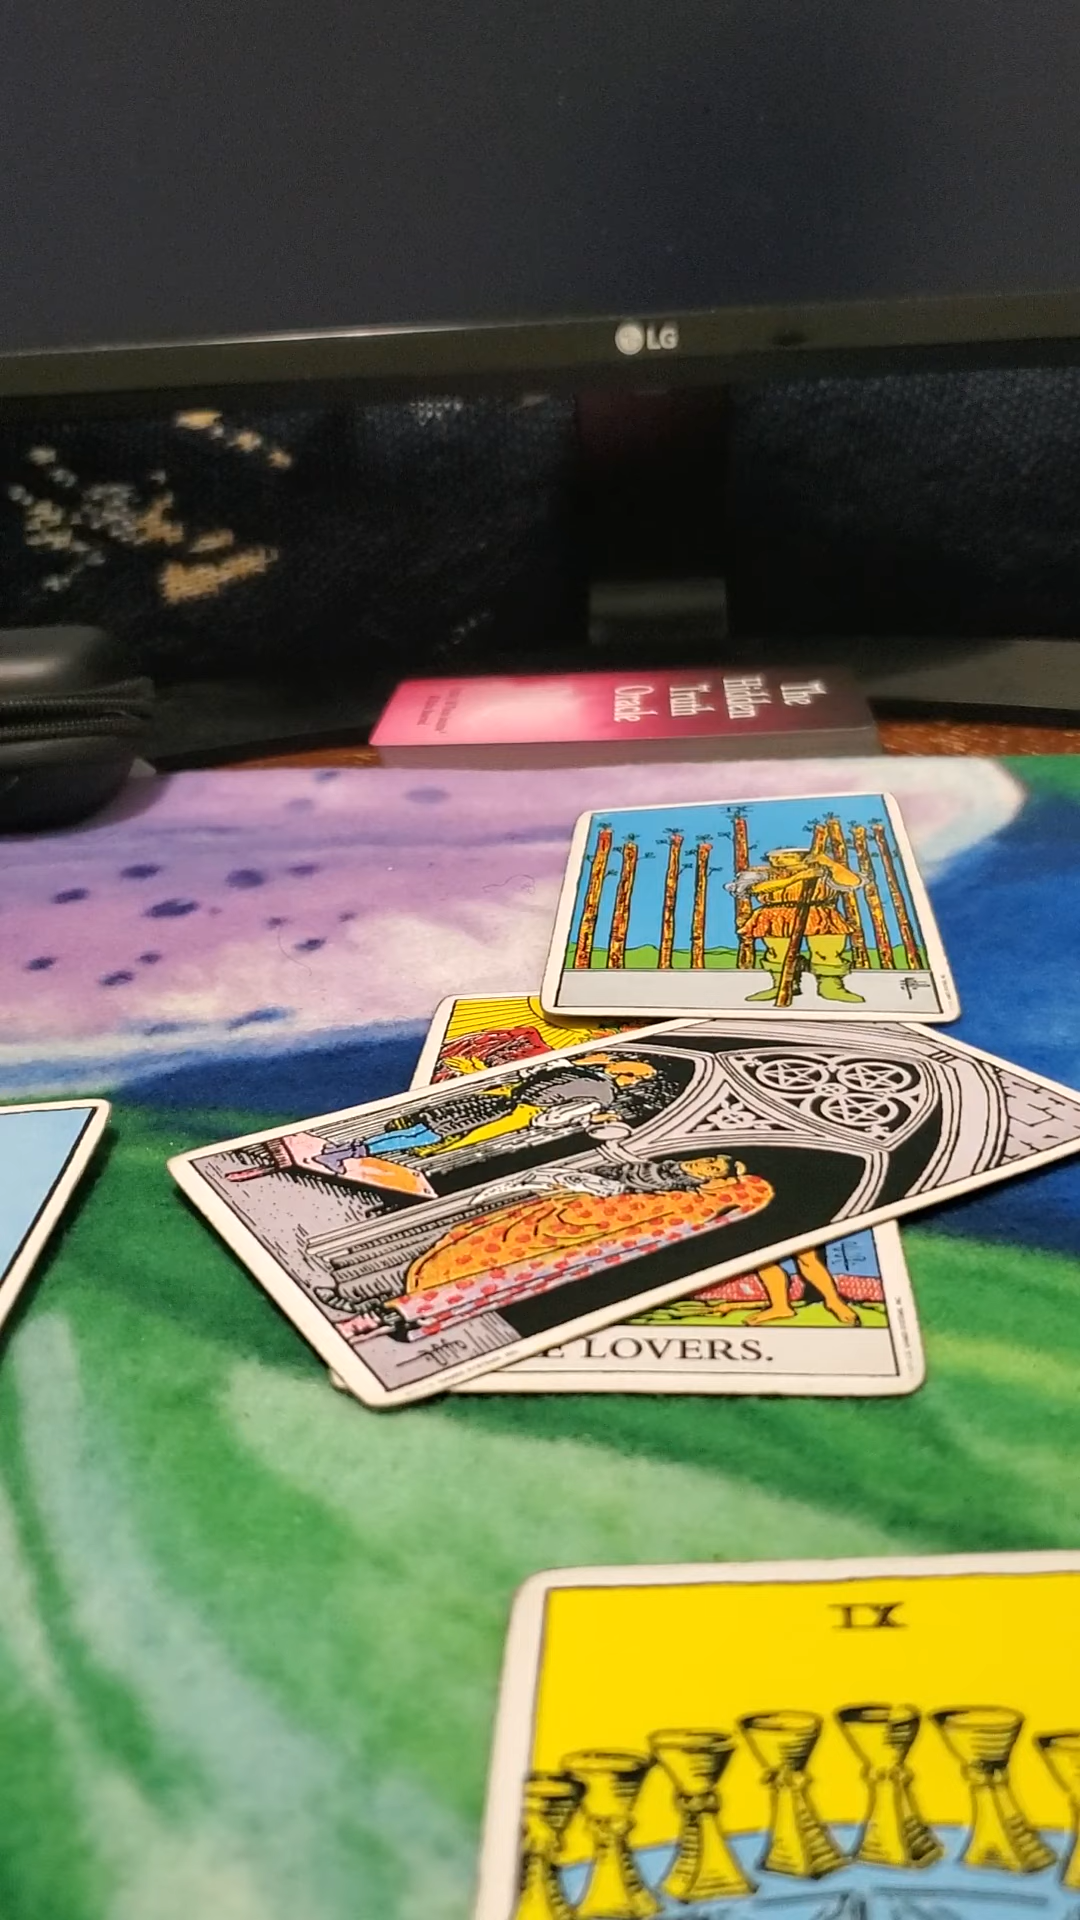 LG
The
Hidden
Truth
Oracle
IX
E LOVERS.
IX